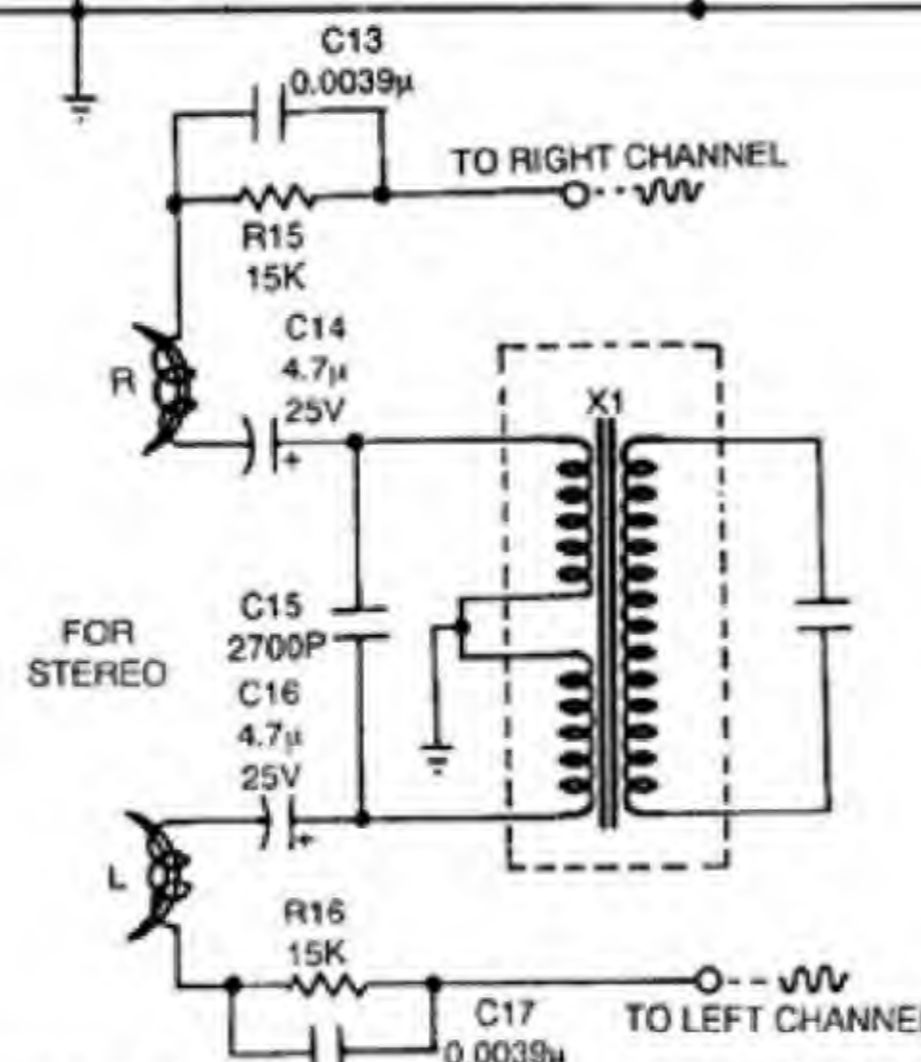 C13
0.0039μ
TO RIGHT CHANNEL
R15
15K
C14
4.7μ
25V
+
R
X1
C15
2700P
FOR
STEREO
C16
4.7μ
25V
+
L
R16
15K
C17
0.0039μ
TO LEFT CHANNEL